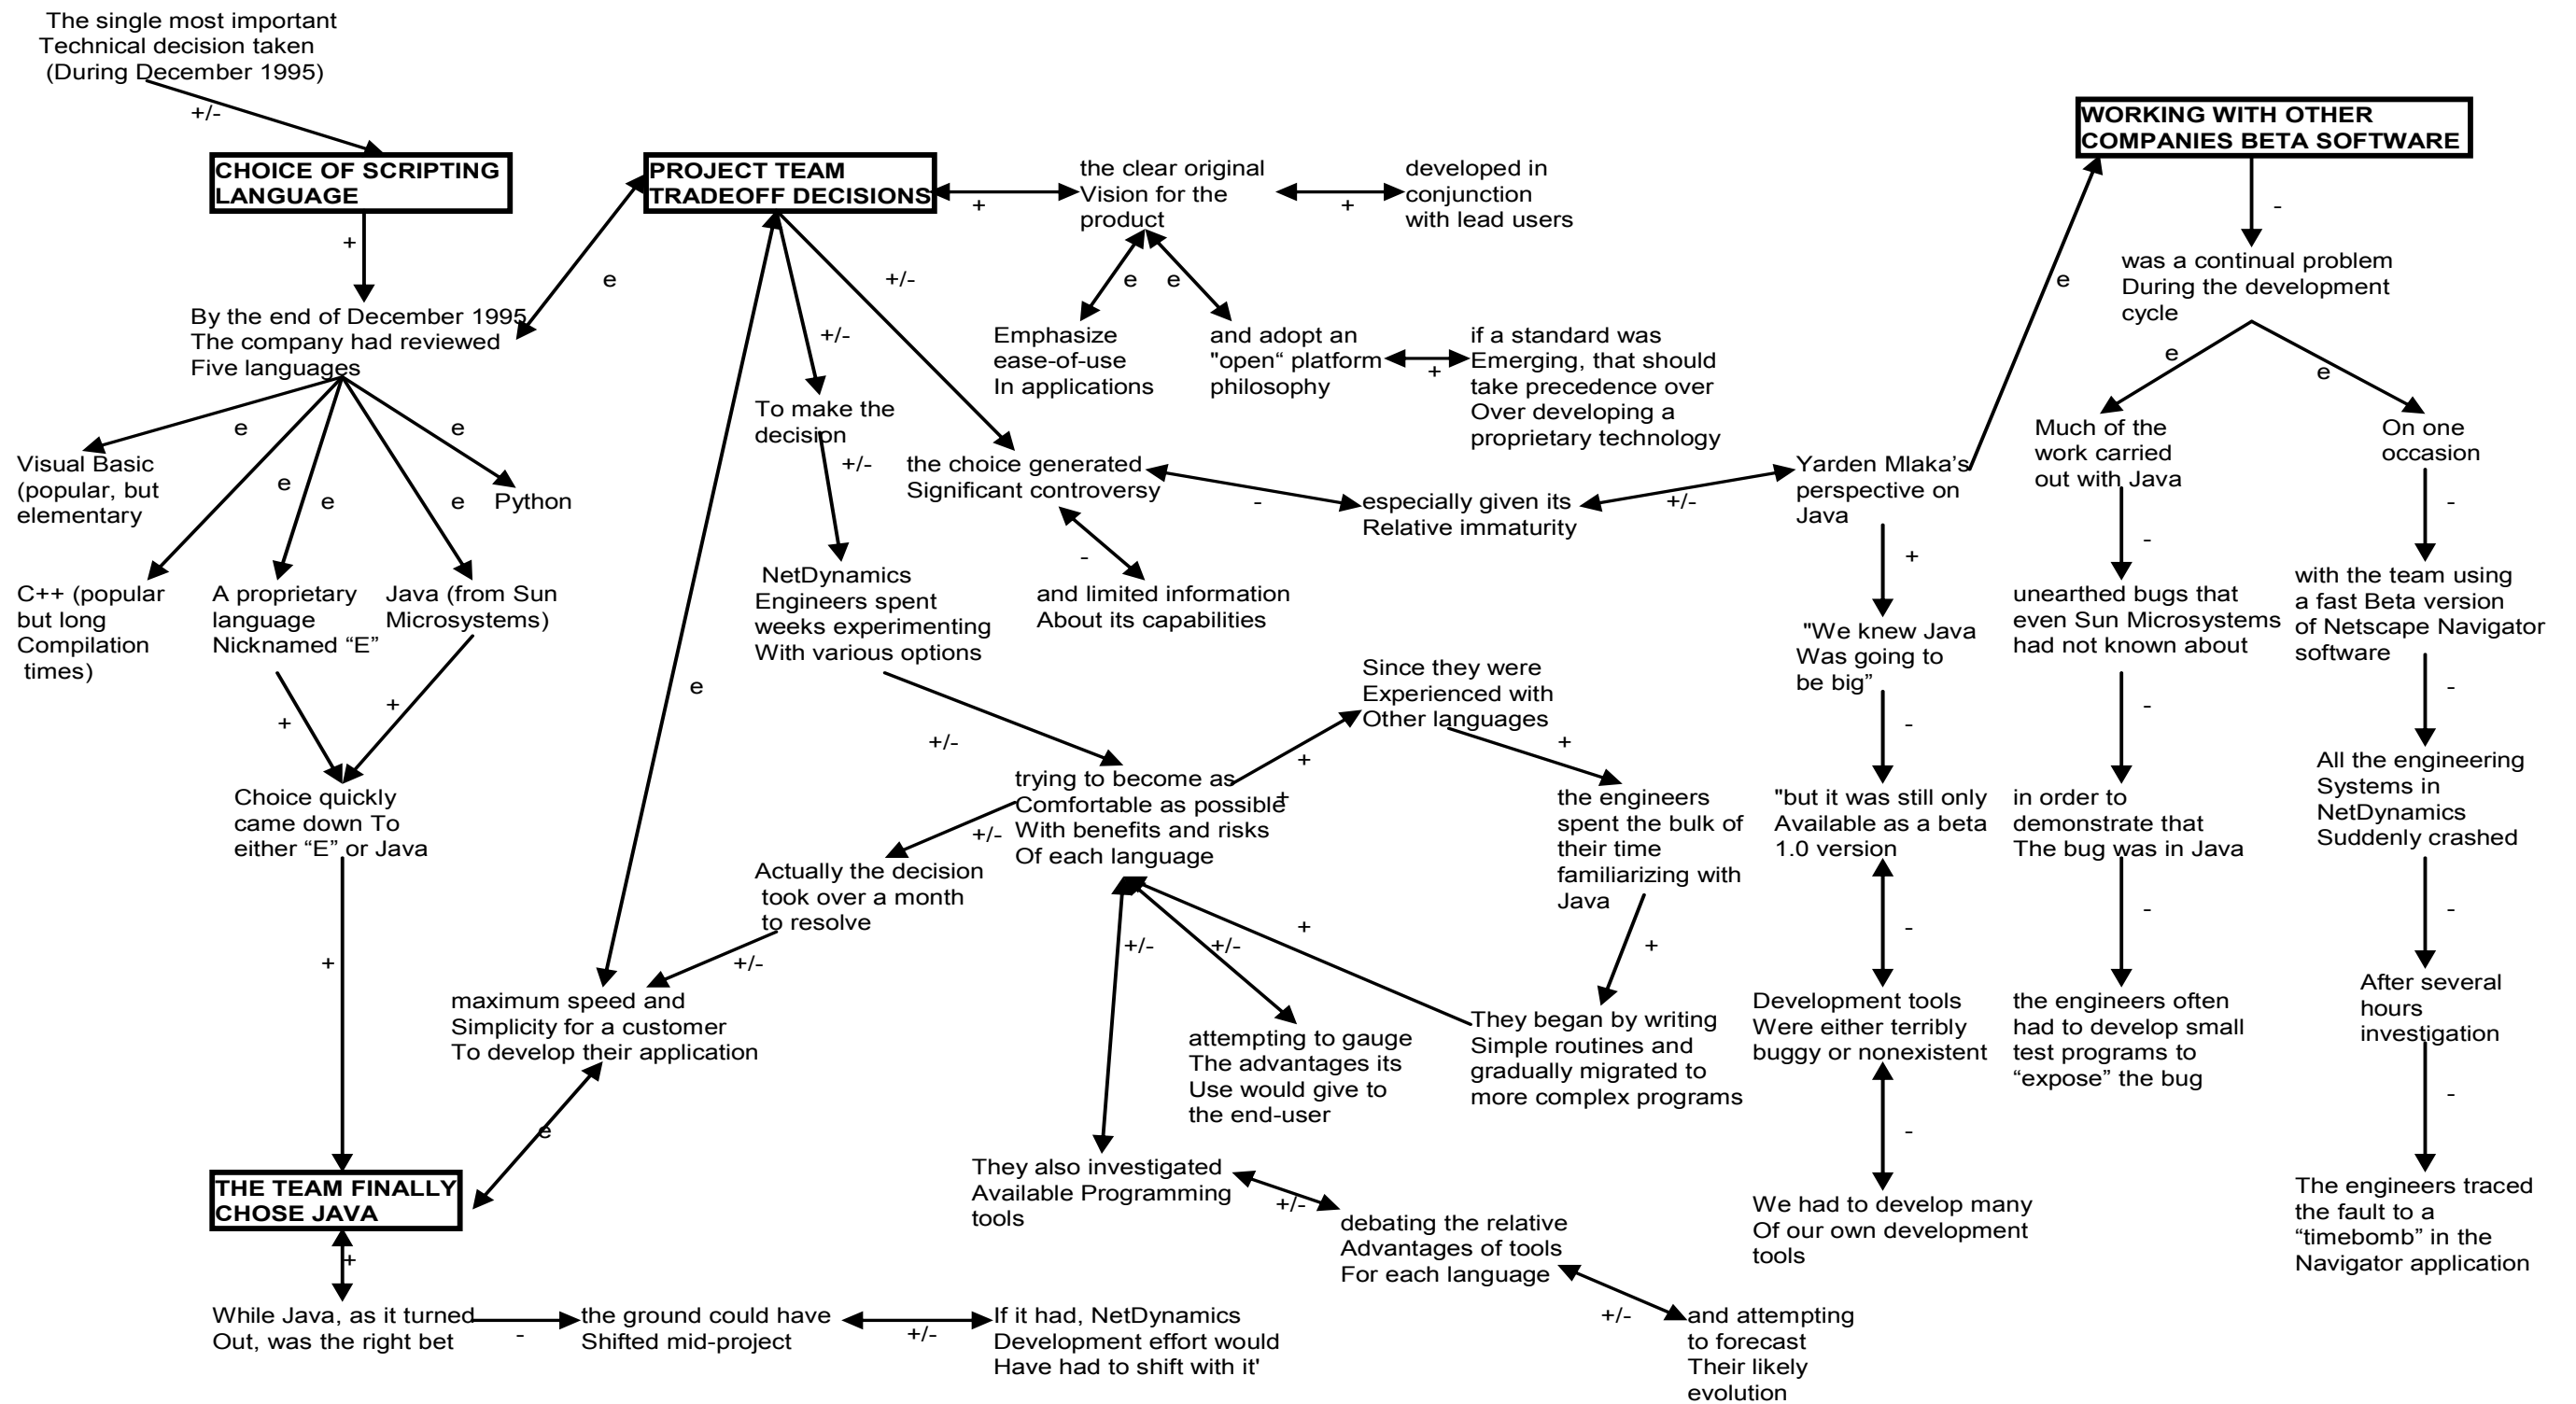 The single most important
Technical decision taken
(During December 1995)
+/-
CHOICE OF SCRIPTING
LANGUAGE
+
By the end of December 1995
The company had reviewed
Five languages
e
e
e
e
e
Visual Basic
(popular, but
elementary
Python
C++ (popular
but long
Compilation
times)
A proprietary
language
Nicknamed “E”
Java (from Sun
Microsystems)
+
+
Choice quickly
came down To
either “E” or Java
+
THE TEAM FINALLY
CHOSE JAVA
+
While Java, as it turned
Out, was the right bet
-
the ground could have
Shifted mid-project
+/-
If it had, NetDynamics
Development effort would
Have had to shift with it'
PROJECT TEAM
TRADEOFF DECISIONS
e
+
the clear original
Vision for the
product
+
developed in
conjunction
with lead users
e
e
Emphasize
ease-of-use
In applications
and adopt an
"open“ platform
philosophy
+
if a standard was
Emerging, that should
take precedence over
Over developing a
proprietary technology
+/-
+/-
To make the
decision
+/-
the choice generated
Significant controversy
-
especially given its
Relative immaturity
+/-
-
and limited information
About its capabilities
NetDynamics
Engineers spent
weeks experimenting
With various options
e
+/-
trying to become as
Comfortable as possible
With benefits and risks
Of each language
+
+
Since they were
Experienced with
Other languages
+
the engineers
spent the bulk of
their time
familiarizing with
Java
+
They began by writing
Simple routines and
gradually migrated to
more complex programs
+
+/-
Actually the decision
took over a month
to resolve
+/-
maximum speed and
Simplicity for a customer
To develop their application
e
+/-
+/-
attempting to gauge
The advantages its
Use would give to
the end-user
They also investigated
Available Programming
tools
+/-
debating the relative
Advantages of tools
For each language
+/-
and attempting
to forecast
Their likely
evolution
Yarden Mlaka’s
perspective on
Java
e
+
"We knew Java
Was going to
be big”
-
"but it was still only
Available as a beta
1.0 version
-
Development tools
Were either terribly
buggy or nonexistent
-
We had to develop many
Of our own development
tools
WORKING WITH OTHER
COMPANIES BETA SOFTWARE
-
was a continual problem
During the development
cycle
e
e
Much of the
work carried
out with Java
-
unearthed bugs that
even Sun Microsystems
had not known about
-
in order to
demonstrate that
The bug was in Java
-
the engineers often
had to develop small
test programs to
“expose” the bug
On one
occasion
-
with the team using
a fast Beta version
of Netscape Navigator
software
-
All the engineering
Systems in
NetDynamics
Suddenly crashed
-
After several
hours
investigation
-
The engineers traced
the fault to a
“timebomb” in the
Navigator application